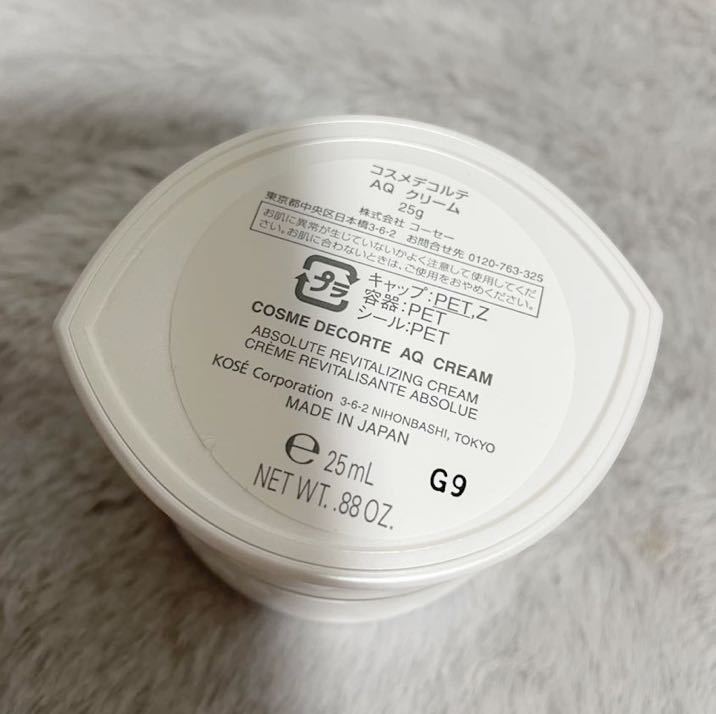 コスメデコルテ
AQ クリーム
25g
株式会社 コーセー
東京都中央区日本橋3-6-2 お問合せ先 0120-763-325
お肌に異常が生じていないかよく注意して使用してくだ
さい。お肌に合わないときは、ご使用をおやめください。
プラ
キャップ:PET,Z
容器:PET
シール:PET
COSME DECORTE AQ CREAM
ABSOLUTE REVITALIZING CREAM
CRÈME REVITALISANTE ABSOLUE
KOSÉ Corporation 3-6-2 NIHONBASHI, TOKYO
MADE IN JAPAN
℮ 25mL
NET WT. .88 OZ.
G9